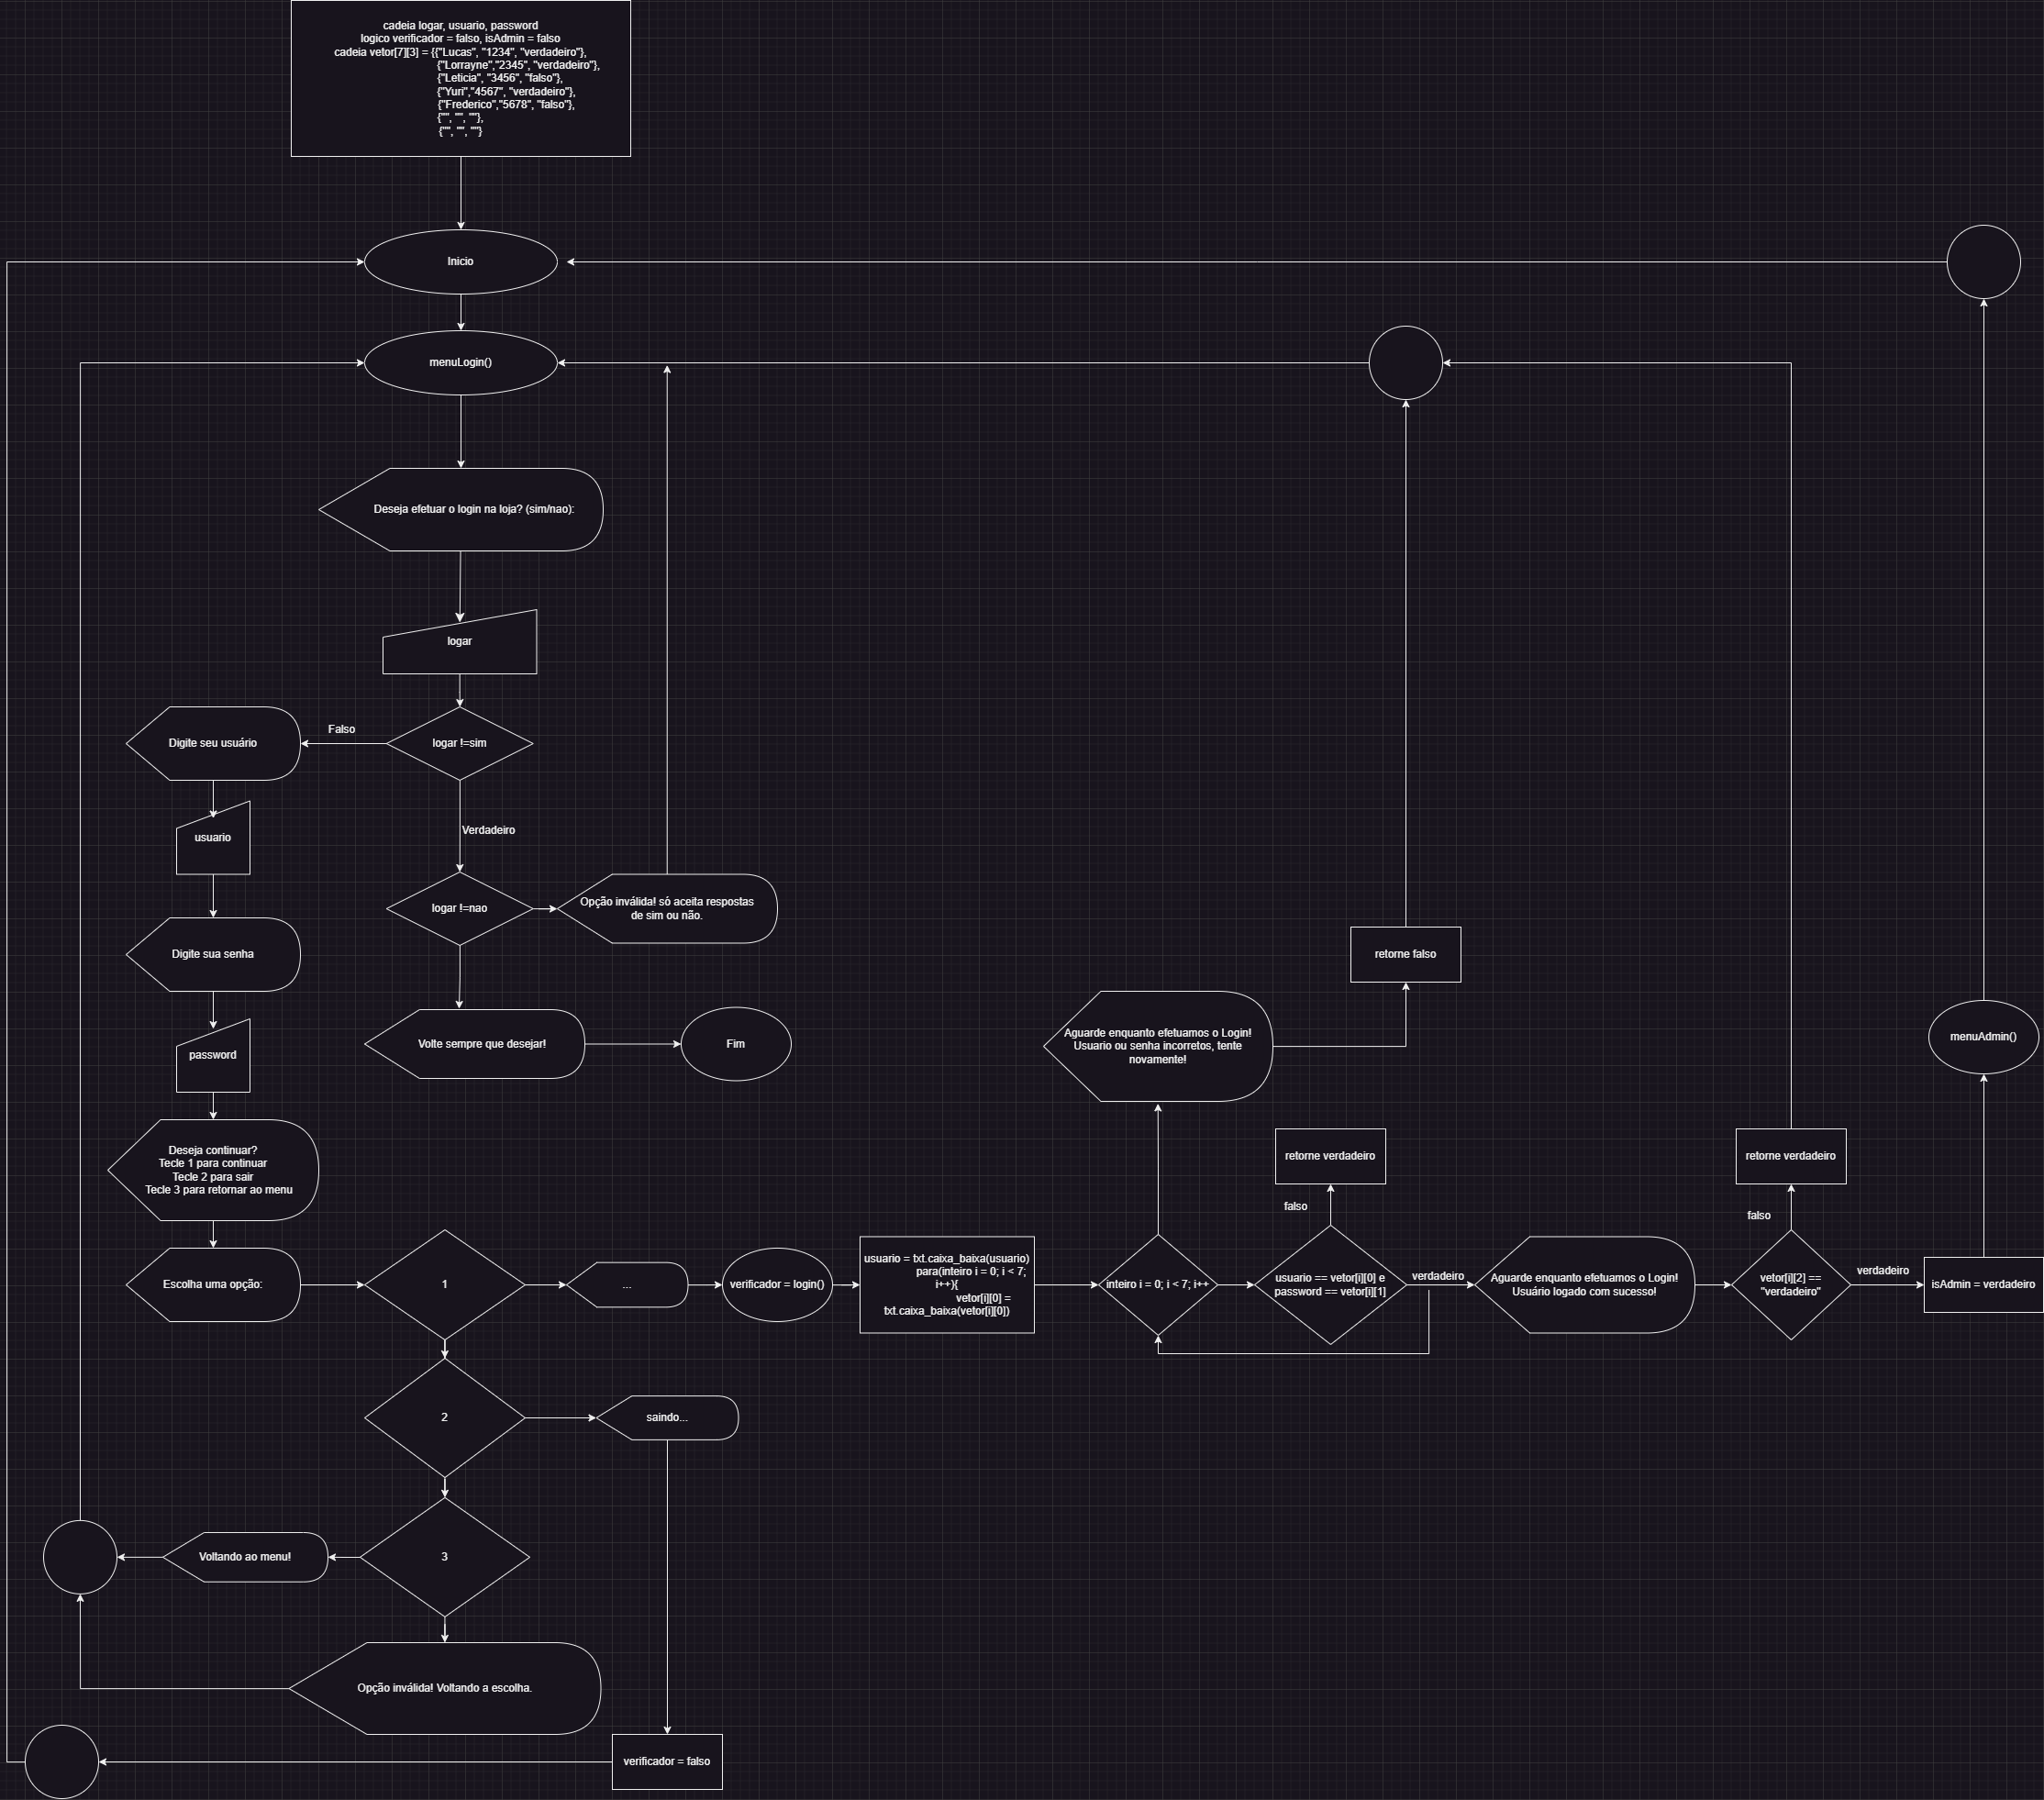 cadeia logar, usuario, password
logico verificador = falso, isAdmin = falso
cadeia vetor[7][3] = {{"Lucas", "1234", "verdadeiro"},
{"Lorrayne","2345", "verdadeiro"},
{"Leticia", "3456", "falso"},
{"Yuri","4567", "verdadeiro"},
{"Frederico","5678", "falso"},
{"", "", ""},
{"", "", ""}
Inicio
menuLogin()
Deseja efetuar o login na loja? (sim/nao):
logar
Digite seu usuário
Falso
logar !=sim
usuario
Verdadeiro
logar !=nao
Opção inválida! só aceita respostas
de sim ou não.
Digite sua senha
retorne falso
Volte sempre que desejar!
Fim
Aguarde enquanto efetuamos o Login!
Usuario ou senha incorretos, tente
novamente!
menuAdmin()
password
Deseja continuar?
Tecle 1 para continuar
Tecle 2 para sair
Tecle 3 para retornar ao menu
retorne verdadeiro
retorne verdadeiro
falso
falso
Escolha uma opção:
1
...
verificador = login()
usuario = txt.caixa_baixa(usuario)
para(inteiro i = 0; i < 7;
i++){
vetor[i][0] =
txt.caixa_baixa(vetor[i][0])
inteiro i = 0; i < 7; i++
usuario == vetor[i][0] e
password == vetor[i][1]
verdadeiro
Aguarde enquanto efetuamos o Login!
Usuário logado com sucesso!
vetor[i][2] ==
"verdadeiro"
verdadeiro
isAdmin = verdadeiro
2
saindo...
Voltando ao menu!
3
Opção inválida! Voltando a escolha.
verificador = falso